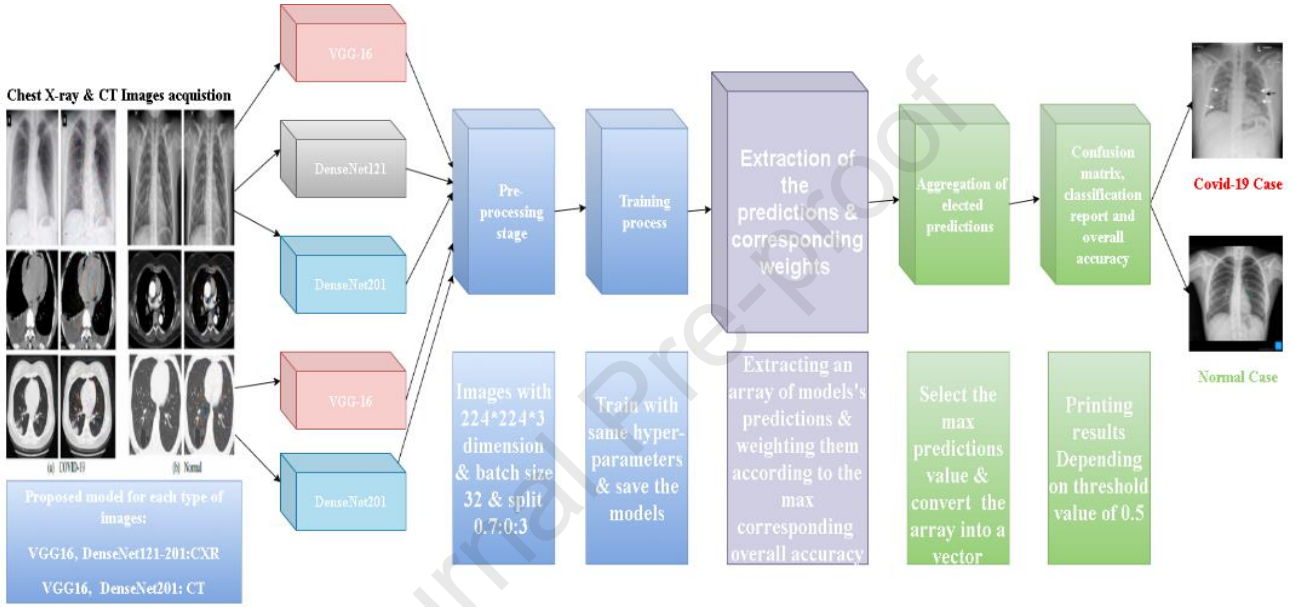 Chest X-ray & CT Images acquistion
(a) COVID-19
(b) Normal
Proposed model for each type of
images:
VGG16, DenseNet121-201:CXR
VGG16, DenseNet201: CT
VGG-16
DenseNet121
DenseNet201
VGG-16
DenseNet201
Pre-
processing
stage
Training
process
Extraction of
the
predictions &
corresponding
weights
Aggregation of
elected
predictions
Confusion
matrix,
classification
report and
overall
accuracy
Covid-19 Case
Normal Case
Images with
224*224*3
dimension
& batch size
32 & split
0.7:0:3
Train with
same hyper-
parameters
& save the
models
Extracting an
array of models's
predictions &
weighting them
according to the
max
corresponding
overall accuracy
Select the
max
predictions
value &
convert the
array into a
vector
Printing
results
Depending
on threshold
value of 0.5
urnal Pre-proof